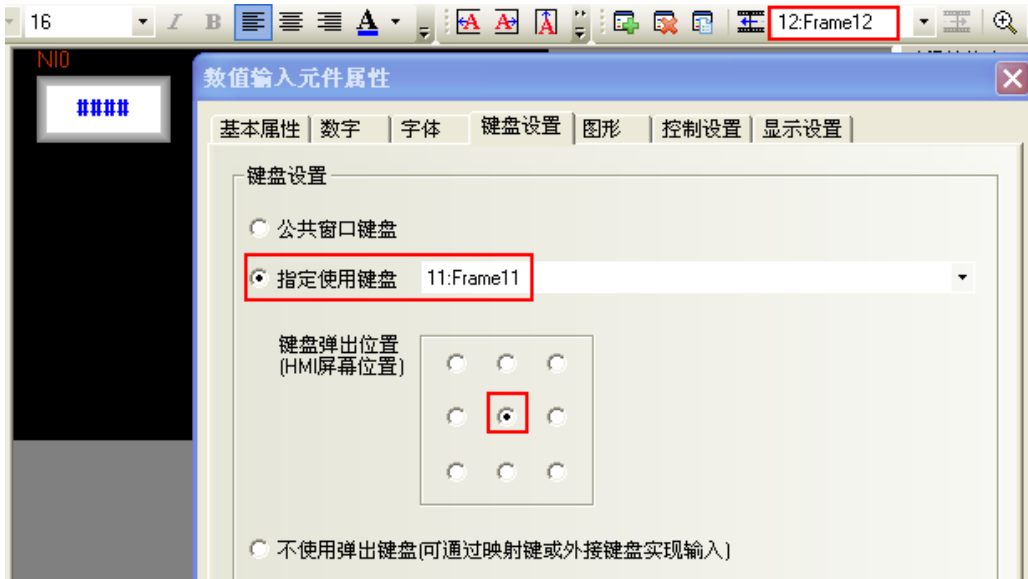 16 I B A A A A 12:Frame12
NI0
####
数值输入元件属性
基本属性 数字 字体 键盘设置 图形 控制设置 显示设置
键盘设置
公共窗口键盘
指定使用键盘 11:Frame11
键盘弹出位置
(HMI屏幕位置)
不使用弹出键盘(可通过映射键或外接键盘实现输入)